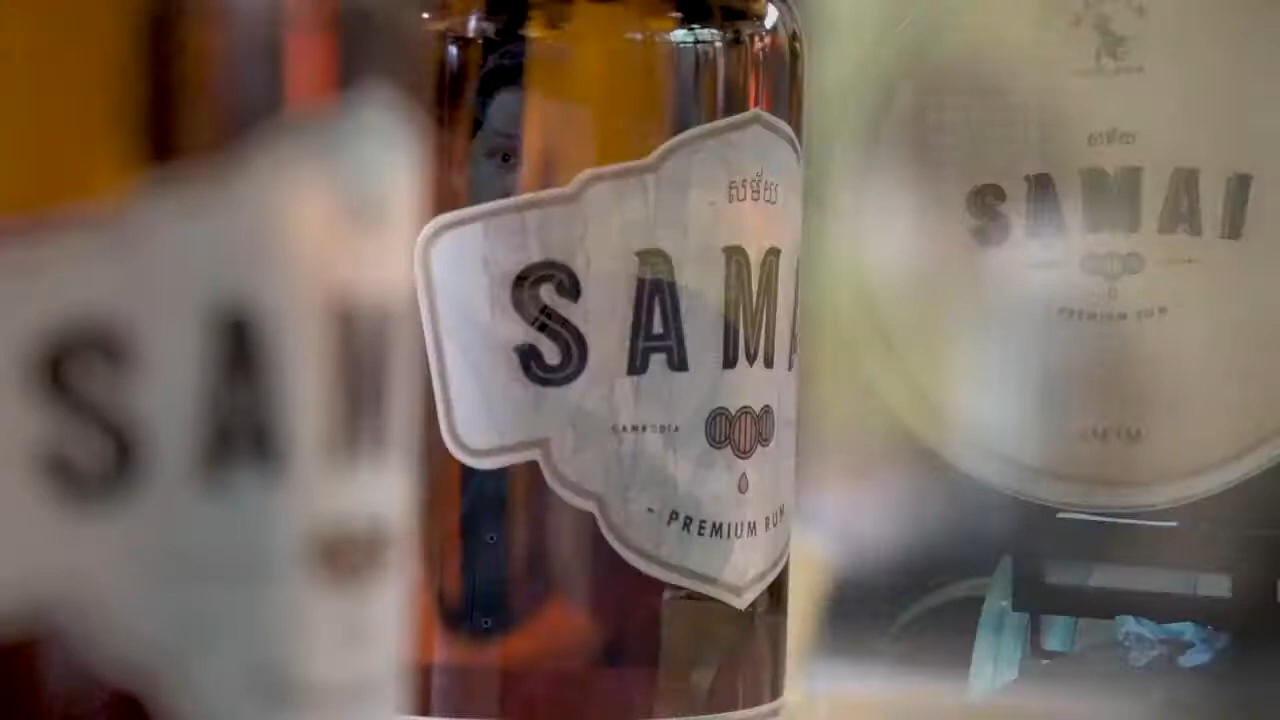 SAM
សម័យ
SAMA
CAMBODIA
- PREMIUM RUM
សម័យ
SAMAI
PREMIUM RUM